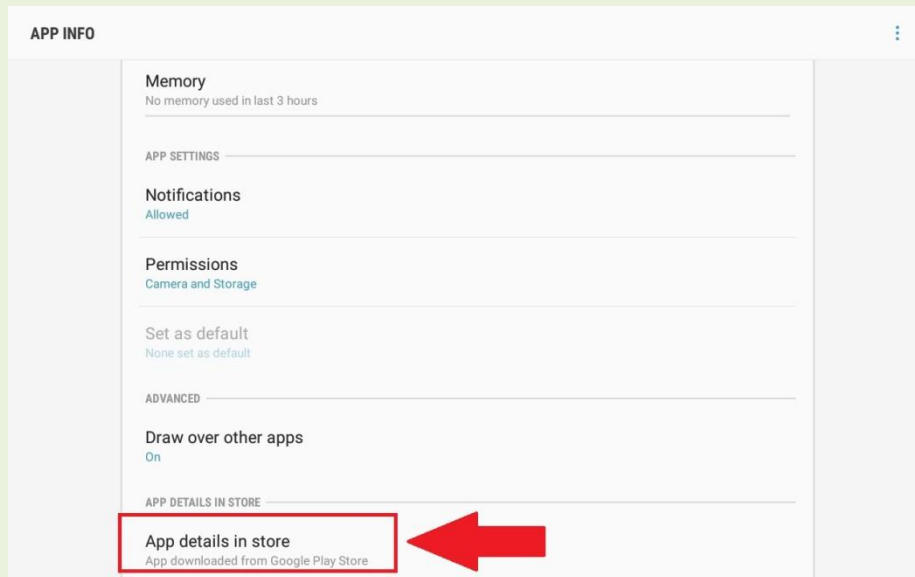 APP INFO
Memory
No memory used in last 3 hours
APP SETTINGS
Notifications
Allowed
Permissions
Camera and Storage
Set as default
None set as default
ADVANCED
Draw over other apps
On
APP DETAILS IN STORE
App details in store
App downloaded from Google Play Store